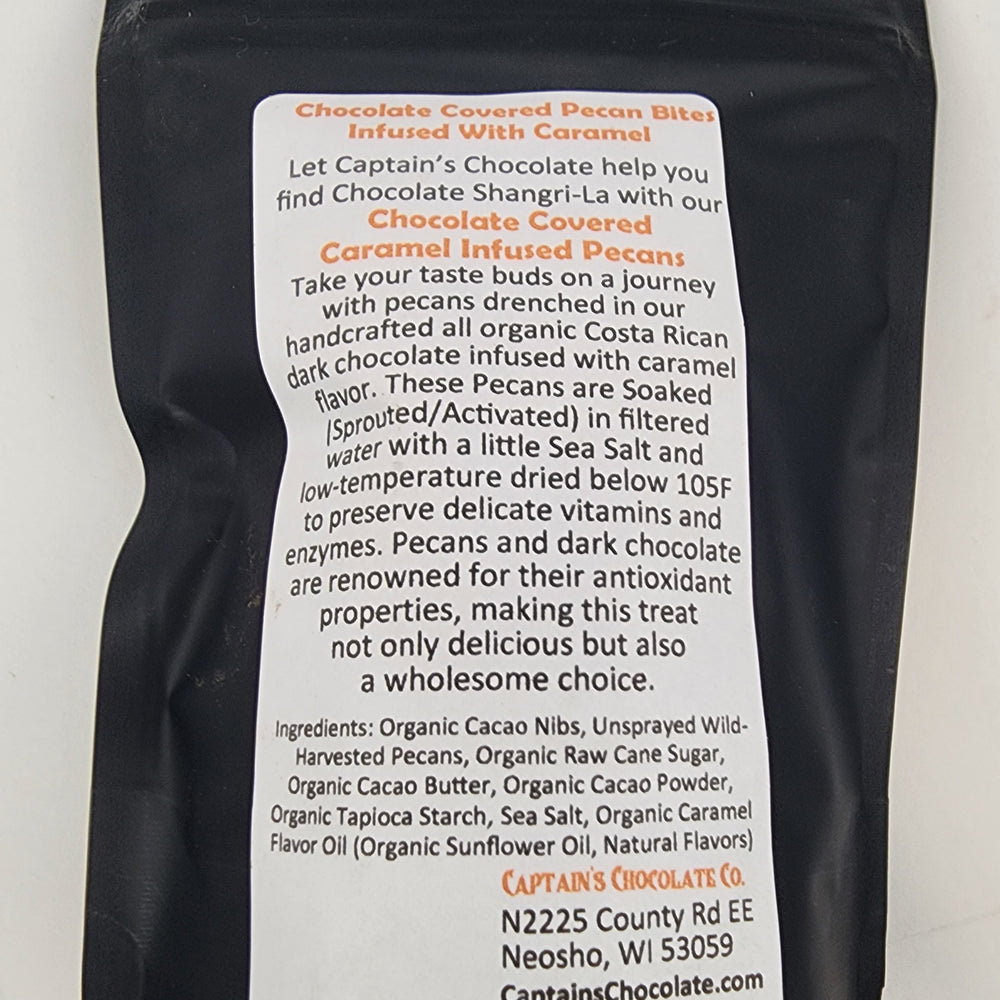 Chocolate Covered Pecan Bites
Infused With Caramel
Let Captain's Chocolate help you
find Chocolate Shangri-La with our
Chocolate Covered
Caramel Infused Pecans
Take your taste buds on a journey
with pecans drenched in our
handcrafted all organic Costa Rican
dark chocolate infused with caramel
flavor. These Pecans are Soaked
(Sprouted/Activated) in filtered
water with a little Sea Salt and
low-temperature dried below 105F
to preserve delicate vitamins and
enzymes. Pecans and dark chocolate
are renowned for their antioxidant
properties, making this treat
not only delicious but also
a wholesome choice.
Ingredients: Organic Cacao Nibs, Unsprayed Wild-
Harvested Pecans, Organic Raw Cane Sugar,
Organic Cacao Butter, Organic Cacao Powder,
Organic Tapioca Starch, Sea Salt, Organic Caramel
Flavor Oil (Organic Sunflower Oil, Natural Flavors)
Captain's Chocolate Co.
N2225 County Rd EE
Neosho, WI 53059
CaptainsChocolate.com